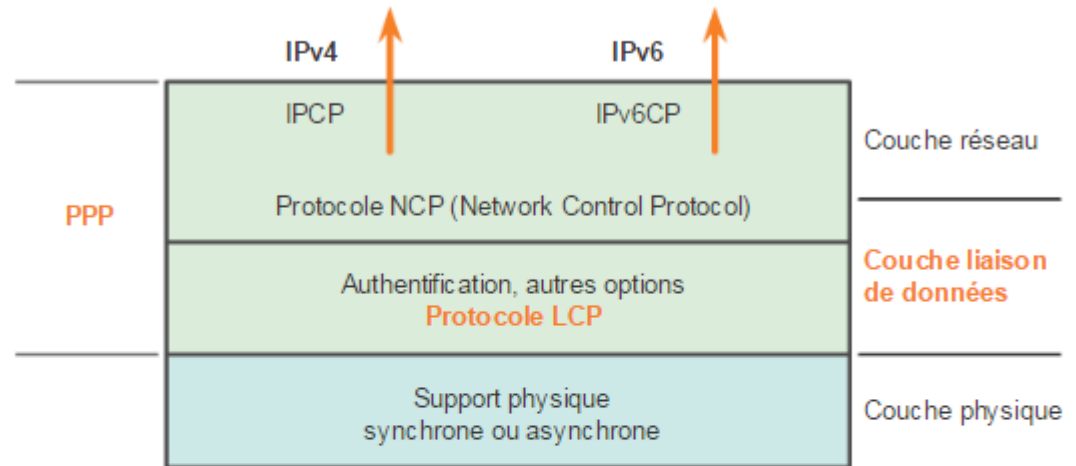 IPv4
IPv6
IPCP
IPv6CP
Couche réseau
PPP
Protocole NCP (Network Control Protocol)
Couche liaison
de données
Authentification, autres options
Protocole LCP
Support physique
synchrone ou asynchrone
Couche physique